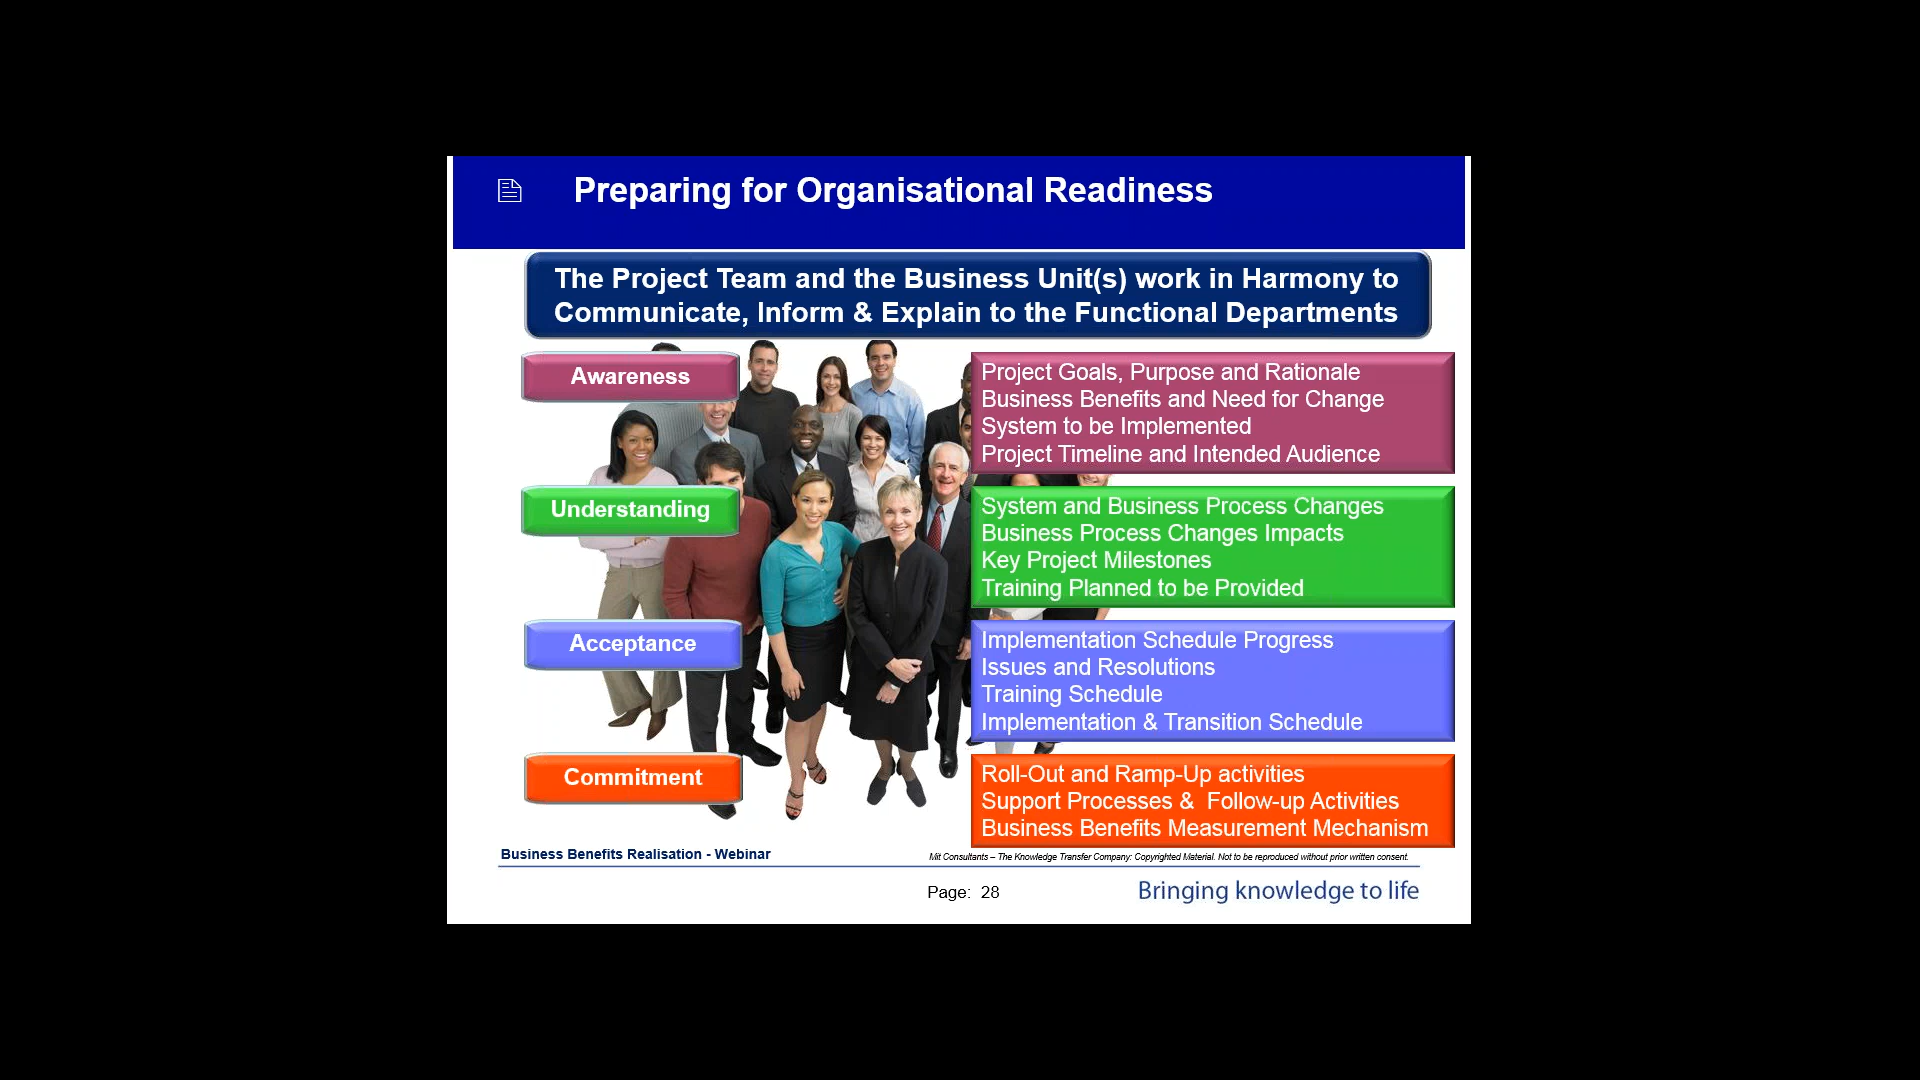 Preparing for Organisational Readiness
The Project Team and the Business Unit(s) work in Harmony to
Communicate, Inform & Explain to the Functional Departments
Awareness
Project Goals, Purpose and Rationale
Business Benefits and Need for Change
System to be Implemented
Project Timeline and Intended Audience
Understanding
System and Business Process Changes
Business Process Changes Impacts
Key Project Milestones
Training Planned to be Provided
Acceptance
Implementation Schedule Progress
Issues and Resolutions
Training Schedule
Implementation & Transition Schedule
Commitment
Roll-Out and Ramp-Up activities
Support Processes &  Follow-up Activities
Business Benefits Measurement Mechanism
Business Benefits Realisation - Webinar
Mit Consultants – The Knowledge Transfer Company: Copyrighted Material. Not to be reproduced without prior written consent.
Page:  28
Bringing knowledge to life